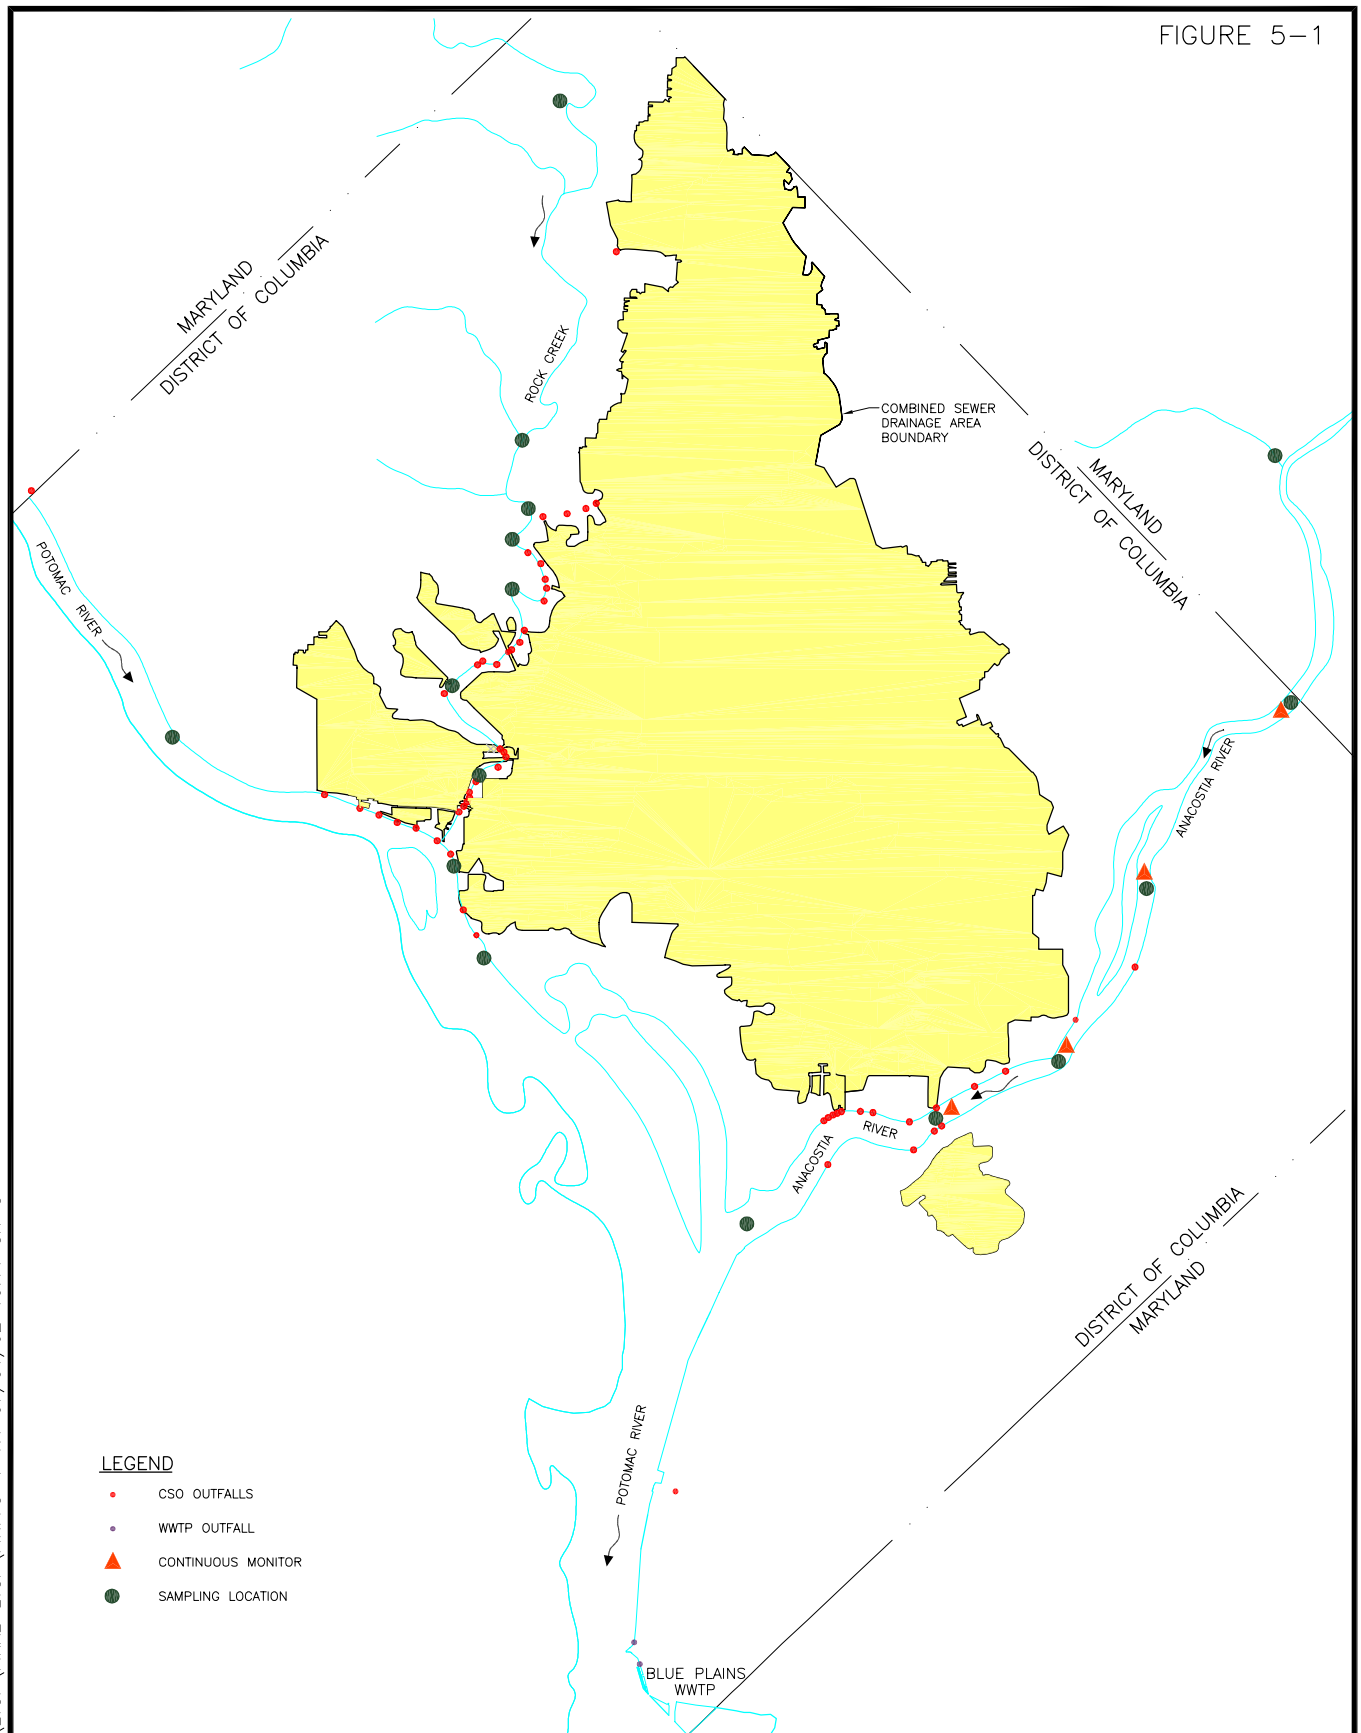 FIGURE 5-1
MARYLAND
DISTRICT OF COLUMBIA
ROCK CREEK
COMBINED SEWER
DRAINAGE AREA
BOUNDARY
MARYLAND
DISTRICT OF COLUMBIA
POTOMAC RIVER
ANACOSTIA RIVER
ANACOSTIA RIVER
DISTRICT OF COLUMBIA
MARYLAND
POTOMAC RIVER
LEGEND
CSO OUTFALLS
WWTP OUTFALL
CONTINUOUS MONITOR
SAMPLING LOCATION
BLUE PLAINS
WWTP